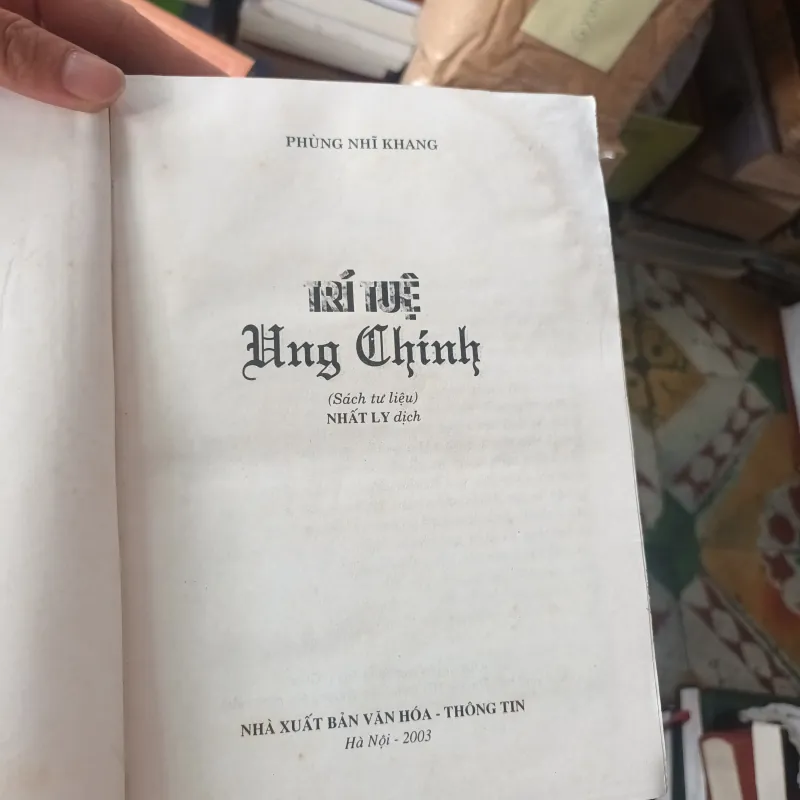 PHÙNG NHĨ KHANG
TRÍ TUỆ
Ung Chính
(Sách tư liệu)
NHẤT LY dịch
NHÀ XUẤT BẢN VĂN HÓA - THÔNG TIN
Hà Nội - 2003